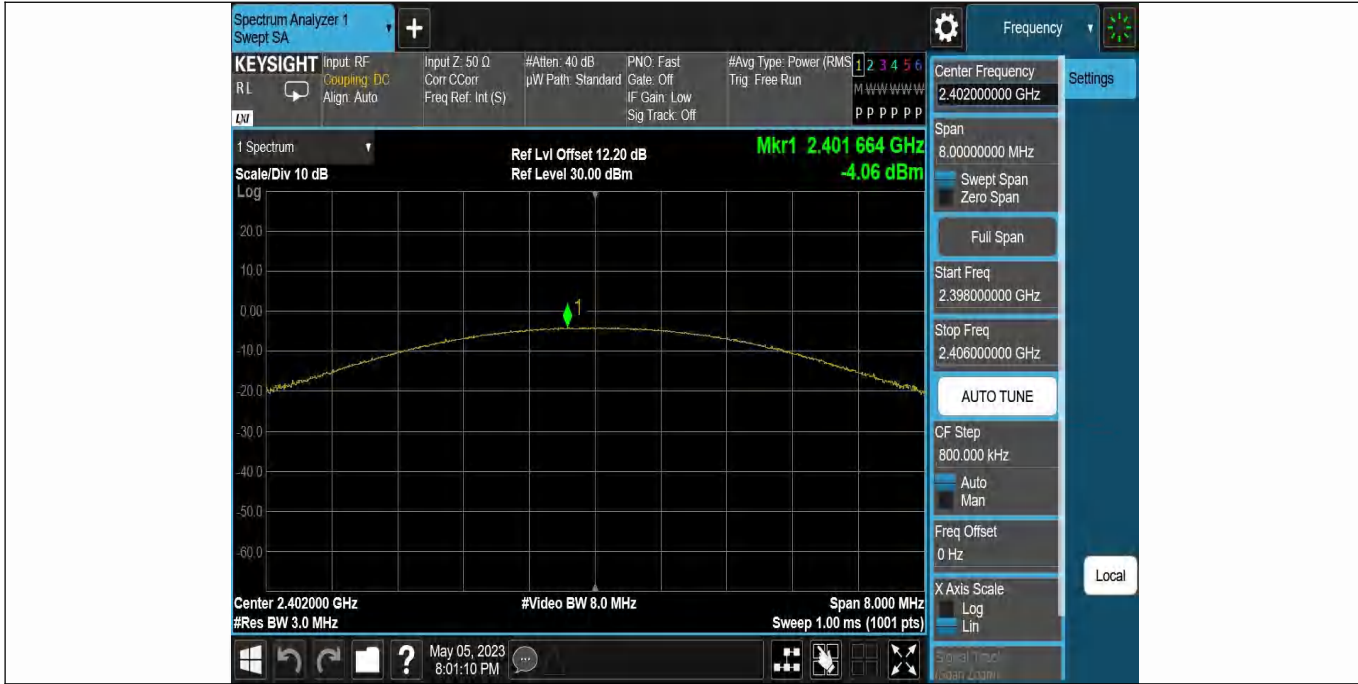 Spectrum Analyzer 1
Swept SA
+
Frequency
KEYSIGHT
RL
LXI
Input: RF
Coupling: DC
Align: Auto
Input Z: 50 Ω
Corr CCorr
Freq Ref: Int (S)
#Atten: 40 dB
µW Path: Standard
PNO: Fast
Gate: Off
IF Gain: Low
Sig Track: Off
#Avg Type: Power (RMS
Trig: Free Run
1 2 3 4 5 6
M W W W W W
P P P P P P
Center Frequency
2.402000000 GHz
Settings
Span
8.00000000 MHz
Swept Span
Zero Span
Full Span
Start Freq
2.398000000 GHz
Stop Freq
2.406000000 GHz
AUTO TUNE
CF Step
800.000 kHz
Auto
Man
Freq Offset
0 Hz
X Axis Scale
Log
Lin
Signal Track
(Span Zoom)
Local
1 Spectrum
Scale/Div 10 dB
Ref Lvl Offset 12.20 dB
Ref Level 30.00 dBm
Mkr1 2.401 664 GHz
-4.06 dBm
Log
20.0
10.0
0.00
-10.0
-20.0
-30.0
-40.0
-50.0
-60.0
1
Center 2.402000 GHz
#Video BW 8.0 MHz
Span 8.000 MHz
#Res BW 3.0 MHz
Sweep 1.00 ms (1001 pts)
?
May 05, 2023
8:01:10 PM